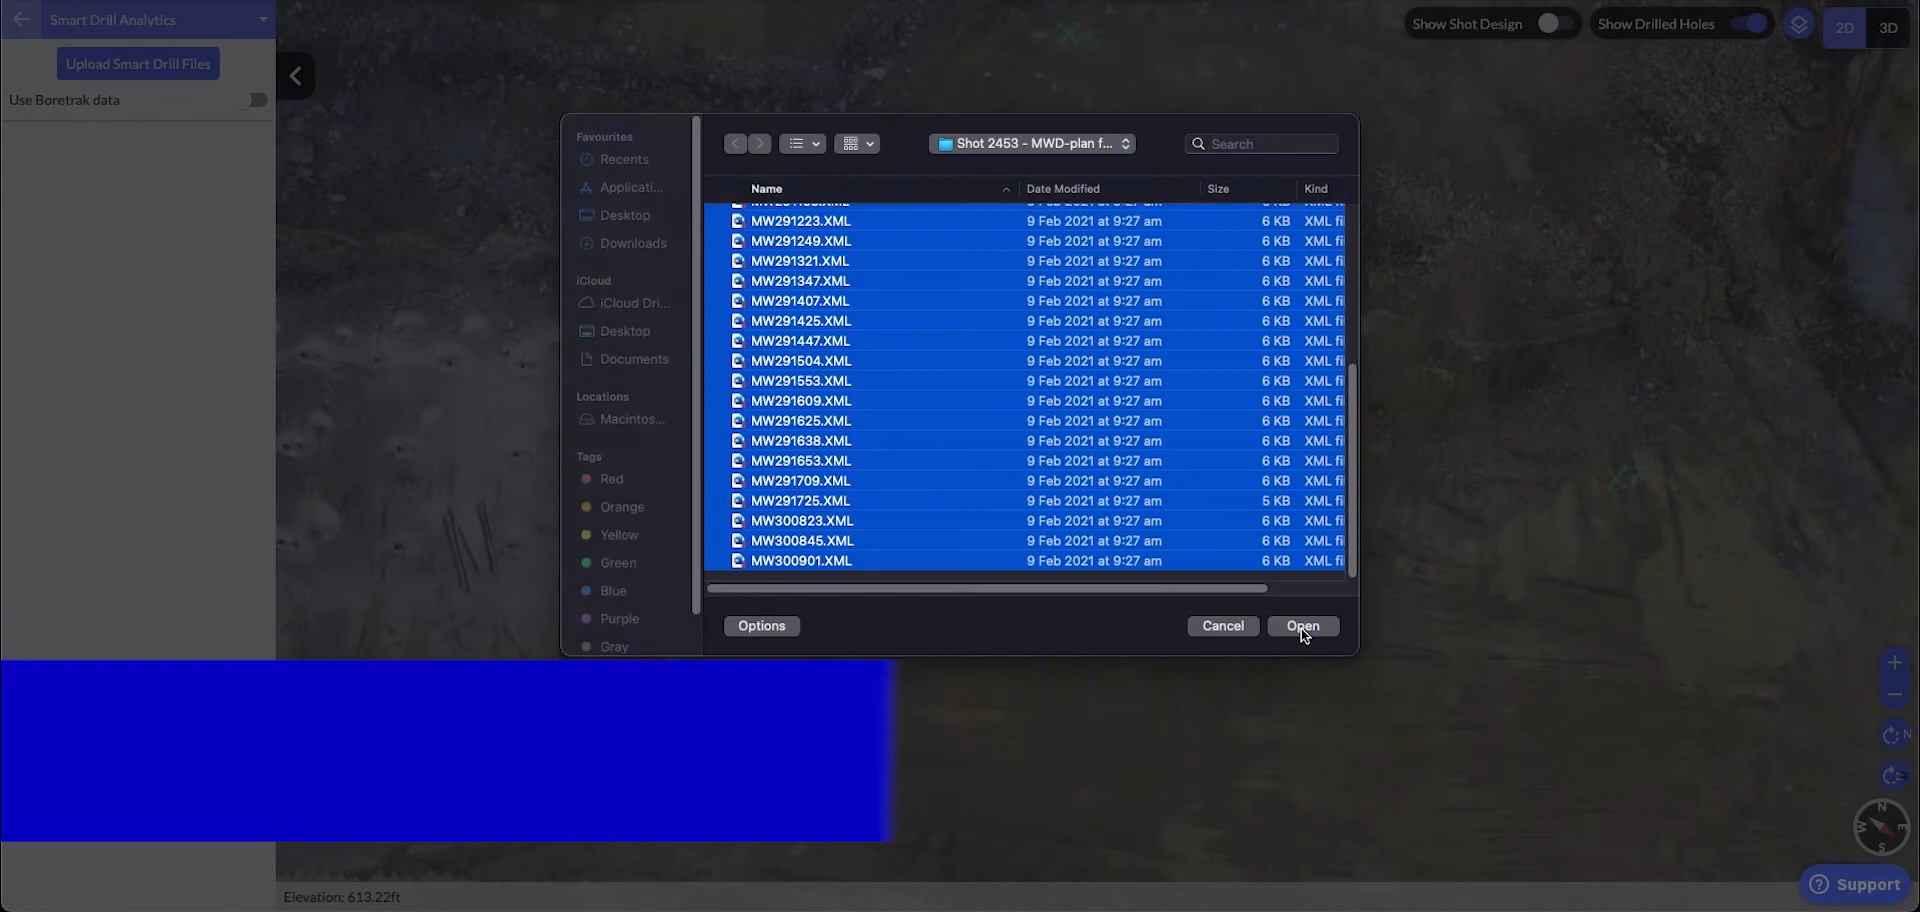 Smart Drill Analytics
Upload Smart Drill Files
Use Boretrak data
Show Shot Design
Show Drilled Holes
2D
3D
Favourites
Recents
Applicati...
Desktop
Downloads
iCloud
iCloud Dri...
Desktop
Documents
Locations
Macintos...
Tags
Red
Orange
Yellow
Green
Blue
Purple
Gray
Shot 2453 - MWD-plan f...
Search
Name Date Modified Size Kind
MW291223.XML 9 Feb 2021 at 9:27 am 6 KB XML fi
MW291249.XML 9 Feb 2021 at 9:27 am 6 KB XML fi
MW291321.XML 9 Feb 2021 at 9:27 am 6 KB XML fi
MW291347.XML 9 Feb 2021 at 9:27 am 6 KB XML fi
MW291407.XML 9 Feb 2021 at 9:27 am 6 KB XML fi
MW291425.XML 9 Feb 2021 at 9:27 am 6 KB XML fi
MW291447.XML 9 Feb 2021 at 9:27 am 6 KB XML fi
MW291504.XML 9 Feb 2021 at 9:27 am 6 KB XML fi
MW291553.XML 9 Feb 2021 at 9:27 am 6 KB XML fi
MW291609.XML 9 Feb 2021 at 9:27 am 6 KB XML fi
MW291625.XML 9 Feb 2021 at 9:27 am 6 KB XML fi
MW291638.XML 9 Feb 2021 at 9:27 am 6 KB XML fi
MW291653.XML 9 Feb 2021 at 9:27 am 6 KB XML fi
MW291709.XML 9 Feb 2021 at 9:27 am 6 KB XML fi
MW291725.XML 9 Feb 2021 at 9:27 am 5 KB XML fi
MW300823.XML 9 Feb 2021 at 9:27 am 6 KB XML fi
MW300845.XML 9 Feb 2021 at 9:27 am 6 KB XML fi
MW300901.XML 9 Feb 2021 at 9:27 am 6 KB XML fi
Options
Cancel
Open
N
N
W
E
S
Support
Elevation: 613.22ft